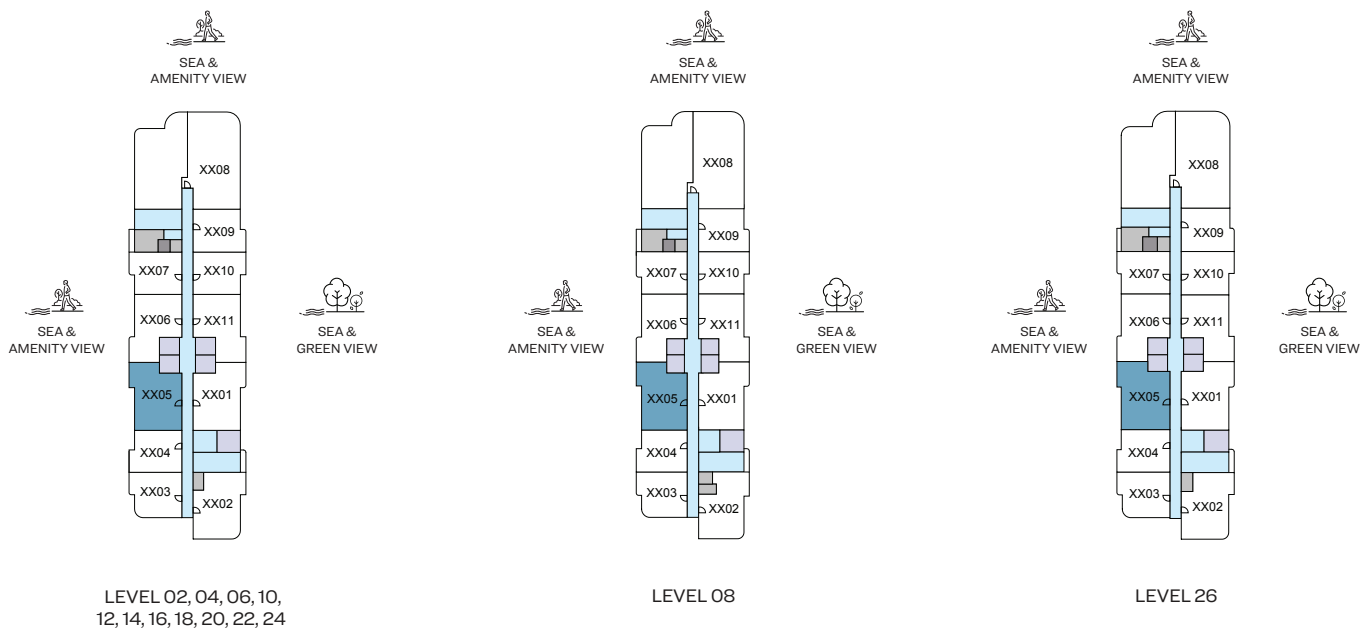 SEA &
AMENITY VIEW
XX08
XX09
XX07
XX10
SEA &
AMENITY VIEW
XX06
XX11
SEA &
GREEN VIEW
XX05
XX01
XX04
XX03
XX02
LEVEL 02, 04, 06, 10,
12, 14, 16, 18, 20, 22, 24
SEA &
AMENITY VIEW
XX08
XX09
XX07
XX10
SEA &
AMENITY VIEW
XX06
XX11
SEA &
GREEN VIEW
XX05
XX01
XX04
XX03
XX02
LEVEL 08
SEA &
AMENITY VIEW
XX08
XX09
XX07
XX10
SEA &
AMENITY VIEW
XX06
XX11
SEA &
GREEN VIEW
XX05
XX01
XX04
XX03
XX02
LEVEL 26